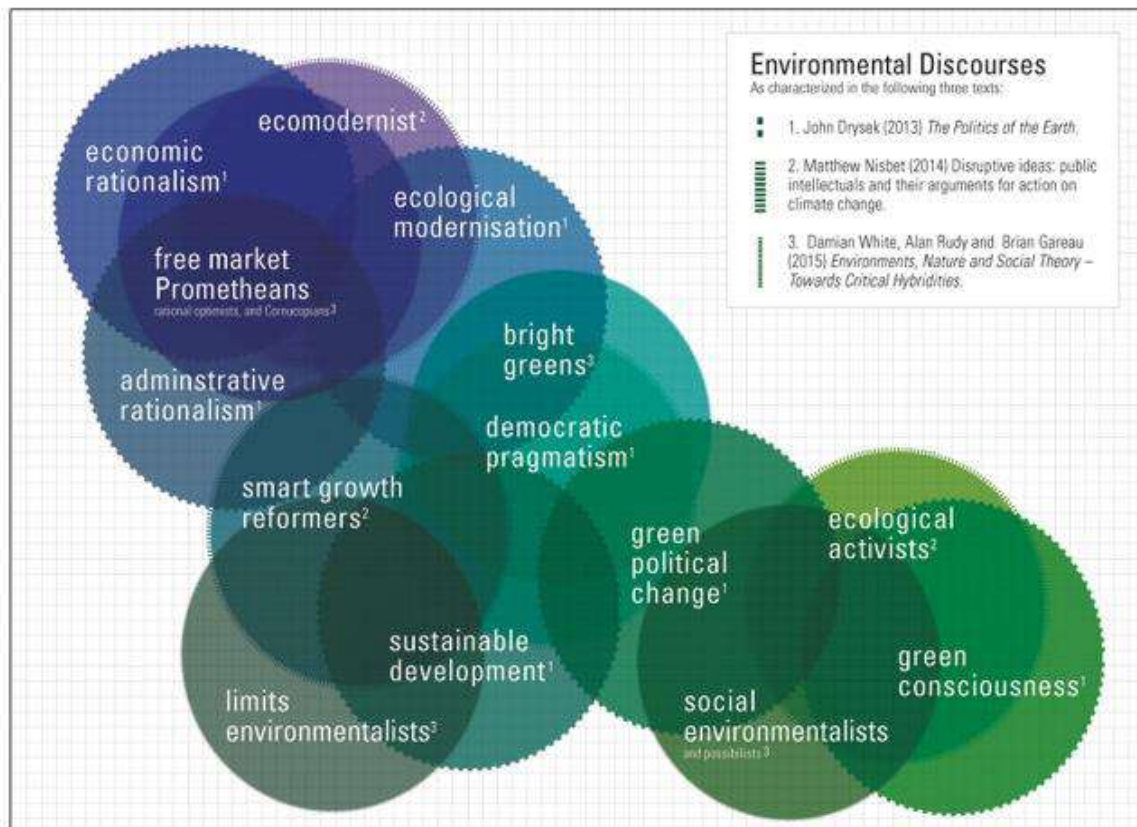 Environmental Discourses
As characterized in the following three texts:
1. John Drysek (2013) The Politics of the Earth.
2. Matthew Nisbet (2014) Disruptive ideas: public
intellectuals and their arguments for action on
climate change.
3. Damian White, Alan Rudy and Brian Gareau
(2015) Environments, Nature and Social Theory –
Towards Critical Hybridities.
ecomodernist²
economic
rationalism¹
ecological
modernisation¹
free market
Prometheans
rational optimists, and Cornucopians³
bright
greens³
adminstrative
rationalism¹
democratic
pragmatism¹
smart growth
reformers²
ecological
activists²
green
political
change¹
sustainable
development¹
green
consciousness¹
limits
environmentalists³
social
environmentalists
and possibilists³